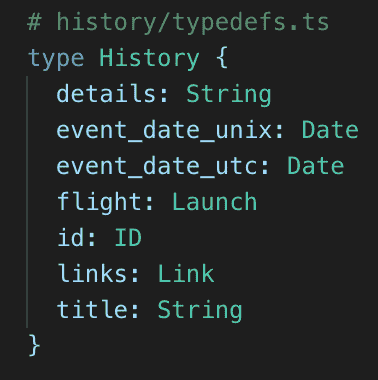 # history/typedefs.ts
type History {
details: String
event_date_unix: Date
event_date_utc: Date
flight: Launch
id: ID
links: Link
title: String
}